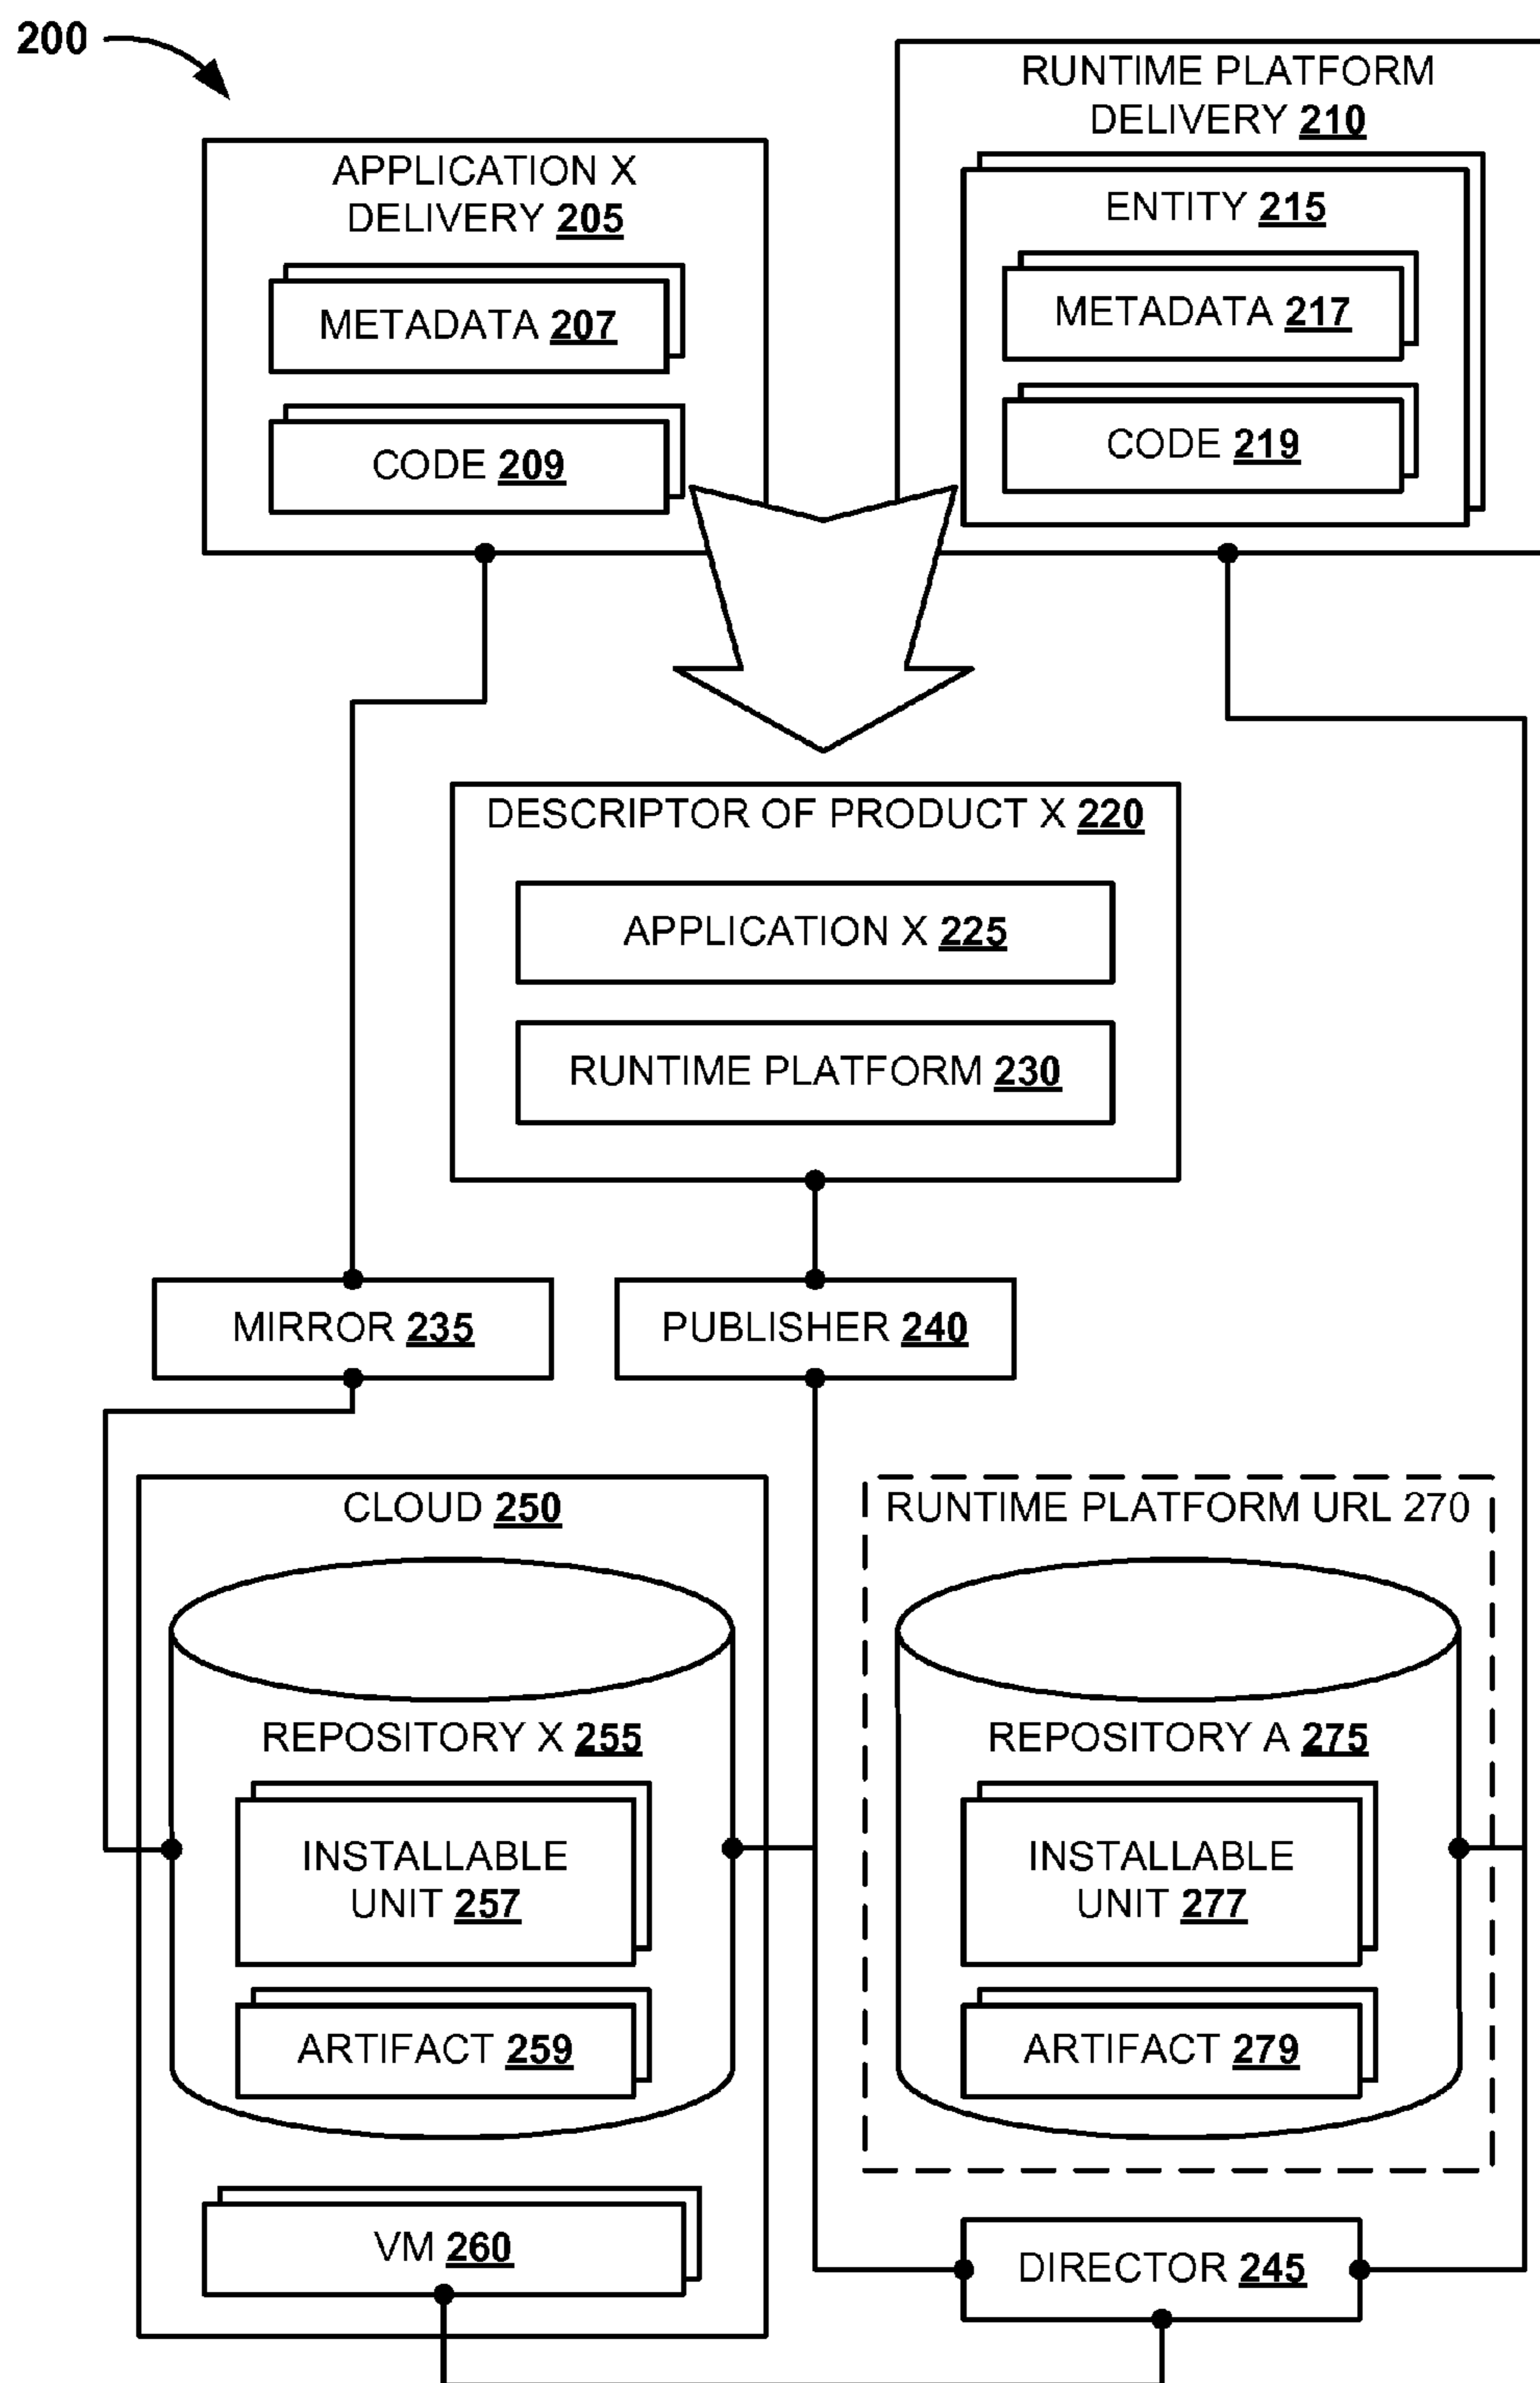 200
RUNTIME PLATFORM
DELIVERY 210
APPLICATION X
DELIVERY 205
ENTITY 215
METADATA 207
METADATA 217
CODE 209
CODE 219
DESCRIPTOR OF PRODUCT X 220
APPLICATION X 225
RUNTIME PLATFORM 230
MIRROR 235
PUBLISHER 240
CLOUD 250
RUNTIME PLATFORM URL 270
REPOSITORY X 255
REPOSITORY A 275
INSTALLABLE
UNIT 257
INSTALLABLE
UNIT 277
ARTIFACT 259
ARTIFACT 279
VM 260
DIRECTOR 245